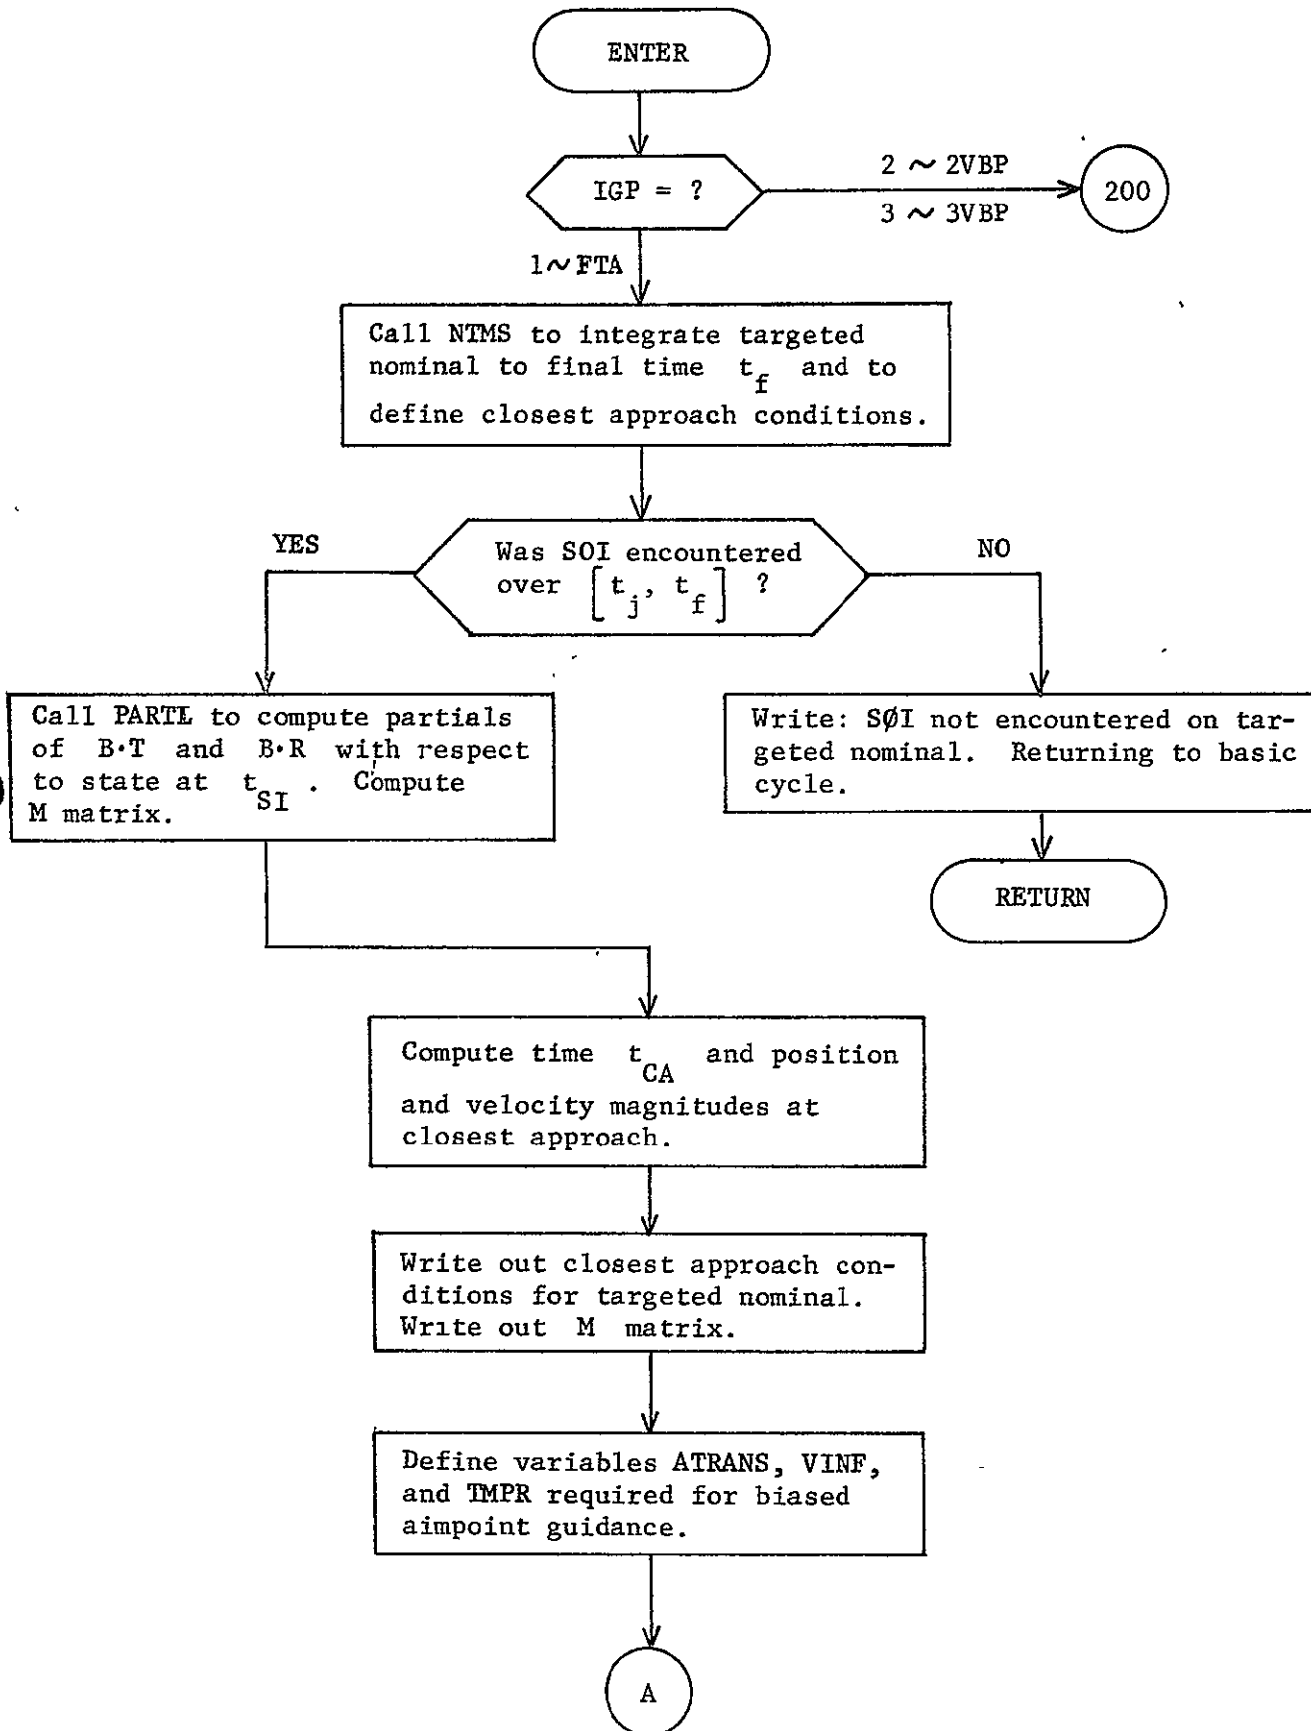 ENTER
IGP = ?
2 ~ 2VBP
3 ~ 3VBP
200
1~FTA
Call NTMS to integrate targeted
nominal to final time t_f and to
define closest approach conditions.
YES
Was SOI encountered
over [t_j, t_f] ?
NO
Call PARTL to compute partials
of B·T and B·R with respect
to state at t_SI . Compute
M matrix.
Write: SØI not encountered on tar-
geted nominal. Returning to basic
cycle.
RETURN
Compute time t_CA and position
and velocity magnitudes at
closest approach.
Write out closest approach con-
ditions for targeted nominal.
Write out M matrix.
Define variables ATRANS, VINF,
and TMPR required for biased
aimpoint guidance.
A